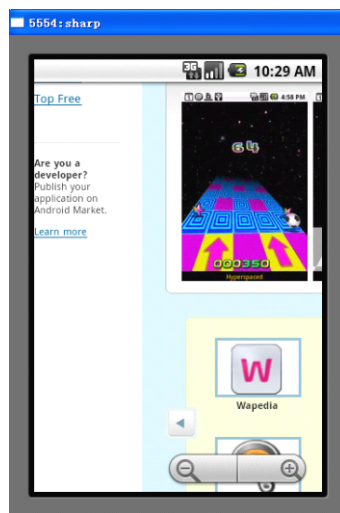 5554:sharp
3G
10:29 AM
Top Free
4:58 PM
64
Are you a
developer?
Publish your
application on
Android Market.
Learn more
000350
Hyperspaced
W
Wapedia